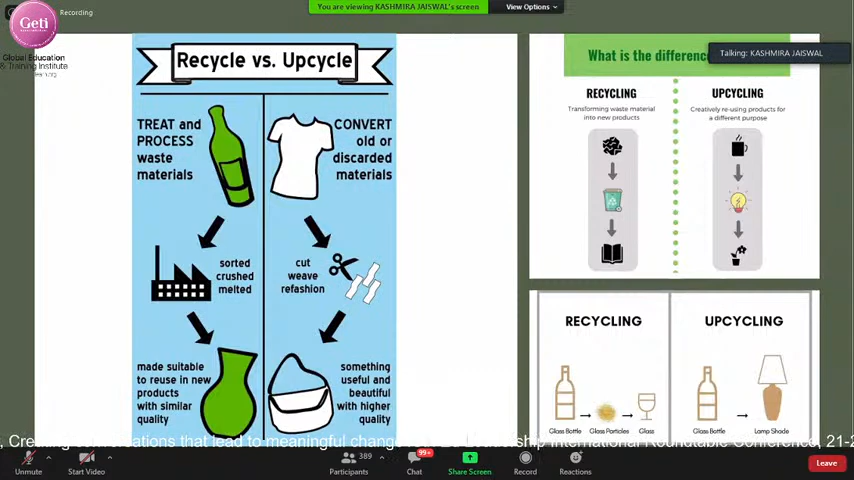 Recording
You are viewing KASHMIRA JAISWAL's screen
View Options
Talking: KASHMIRA JAISWAL
Geti
Global Education
& Training Institute
Recycle vs. Upcycle
TREAT and
PROCESS
waste
materials
CONVERT
old or
discarded
materials
sorted
crushed
melted
cut
weave
refashion
made suitable
to reuse in new
products
with similar
quality
something
useful and
beautiful
with higher
quality
What is the difference
RECYCLING
Transforming waste material
into new products
UPCYCLING
Creatively re-using products for
a different purpose
RECYCLING
Glass Bottle
Glass Particles
Glass
UPCYCLING
Glass Bottle
Lamp Shade
, Creating conversations that lead to meaningful change
Leadership International Roundtable Conference, 21-2
Unmute
Start Video
Participants
389
Chat
99+
Share Screen
Record
Reactions
Leave